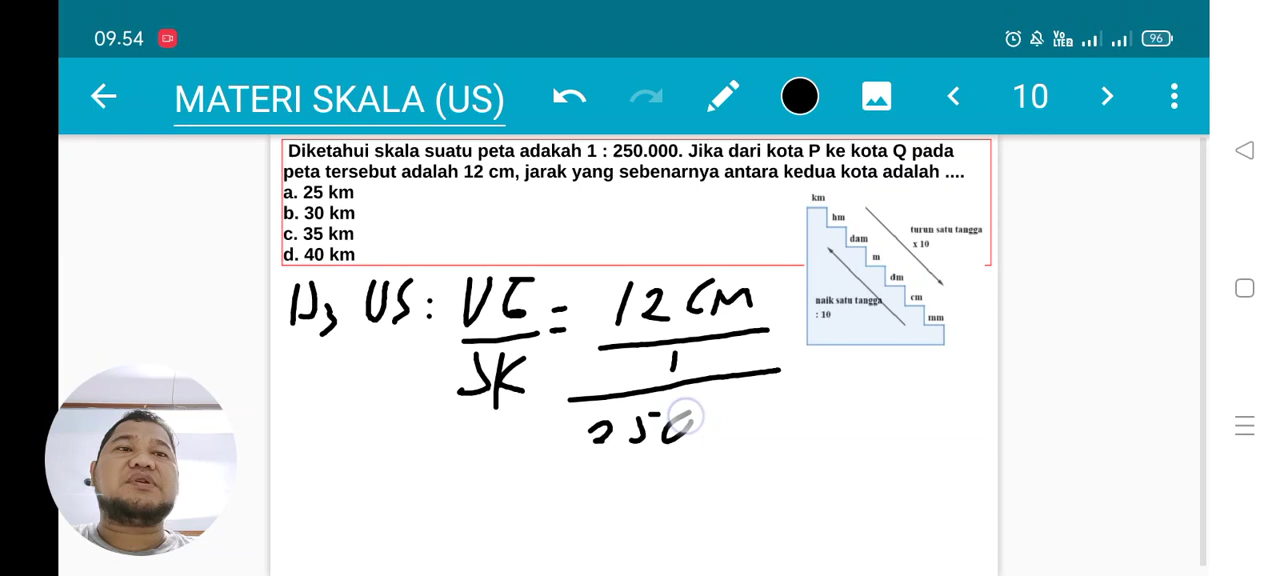 09.54
Vo
LTE2
96
MATERI SKALA (US)
10
Diketahui skala suatu peta adakah 1 : 250.000. Jika dari kota P ke kota Q pada
peta tersebut adalah 12 cm, jarak yang sebenarnya antara kedua kota adalah ....
a. 25 km
b. 30 km
c. 35 km
d. 40 km
km
hm
dam
m
dm
cm
mm
turun satu tangga
x 10
naik satu tangga
: 10
US :
=
12 CM
SK
1
250